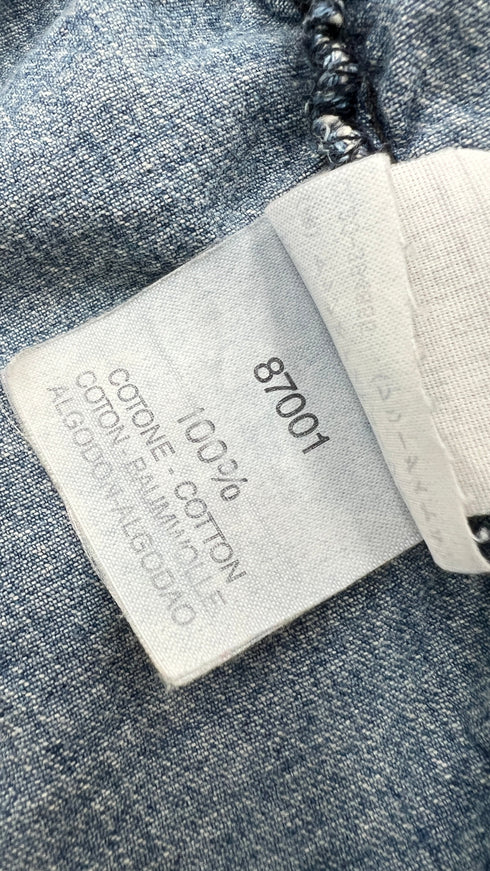 87001
100%
COTONE - COTTON
COTON - BAUMWOLLE
ALGODON-ALGODAO